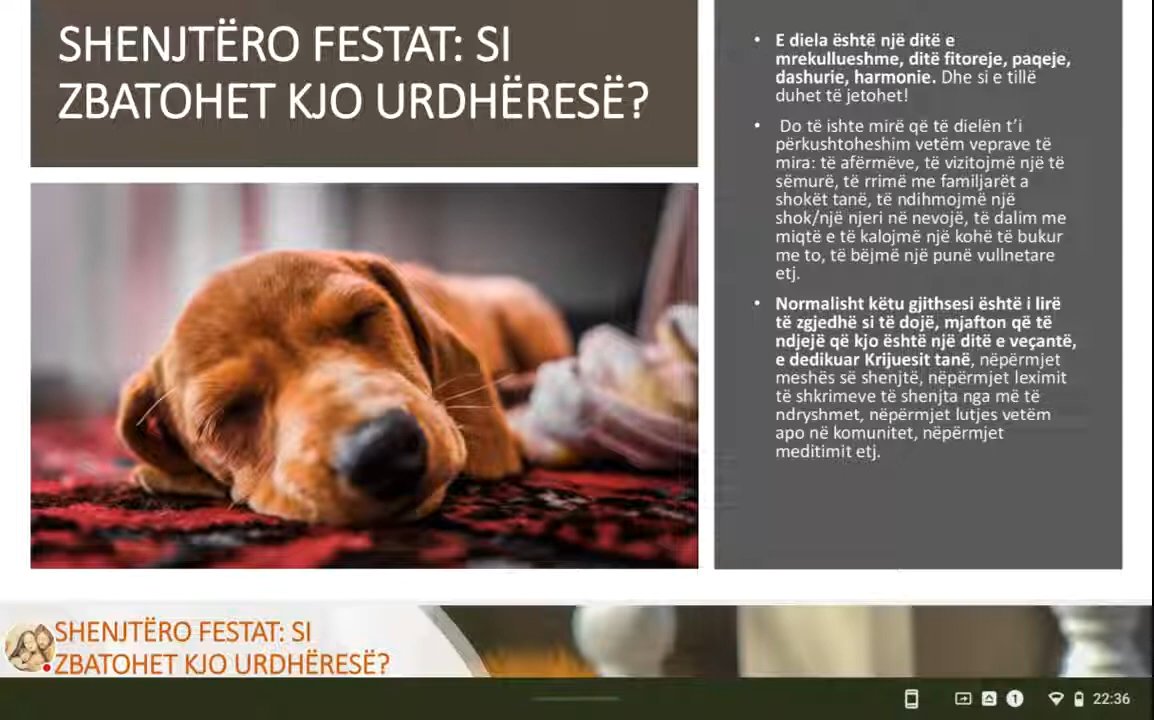 SHENJTËRO FESTAT: SI
ZBATOHET KJO URDHËRESË?
• E diela është një ditë e
mrekullueshme, ditë fitoreje, paqeje,
dashurie, harmonie. Dhe si e tillë
duhet të jetohet!
• Do të ishte mirë që të dielën t’i
përkushtoheshim vetëm veprave të
mira: të afërmëve, të vizitojmë një të
sëmurë, të rrimë me familjarët a
shokët tanë, të ndihmojmë një
shok/një njeri në nevojë, të dalim me
miqtë e të kalojmë një kohë të bukur
me to, të bëjmë një punë vullnetare
etj.
• Normalisht këtu gjithsesi është i lirë
të zgjedhë si të dojë, mjafton që të
ndjejë që kjo është një ditë e veçantë,
e dedikuar Krijuesit tanë, nëpërmjet
meshës së shenjtë, nëpërmjet leximit
të shkrimeve të shenjta nga më të
ndryshmet, nëpërmjet lutjes vetëm
apo në komunitet, nëpërmjet
meditimit etj.
SHENJTËRO FESTAT: SI
ZBATOHET KJO URDHËRESË?
1 22:36